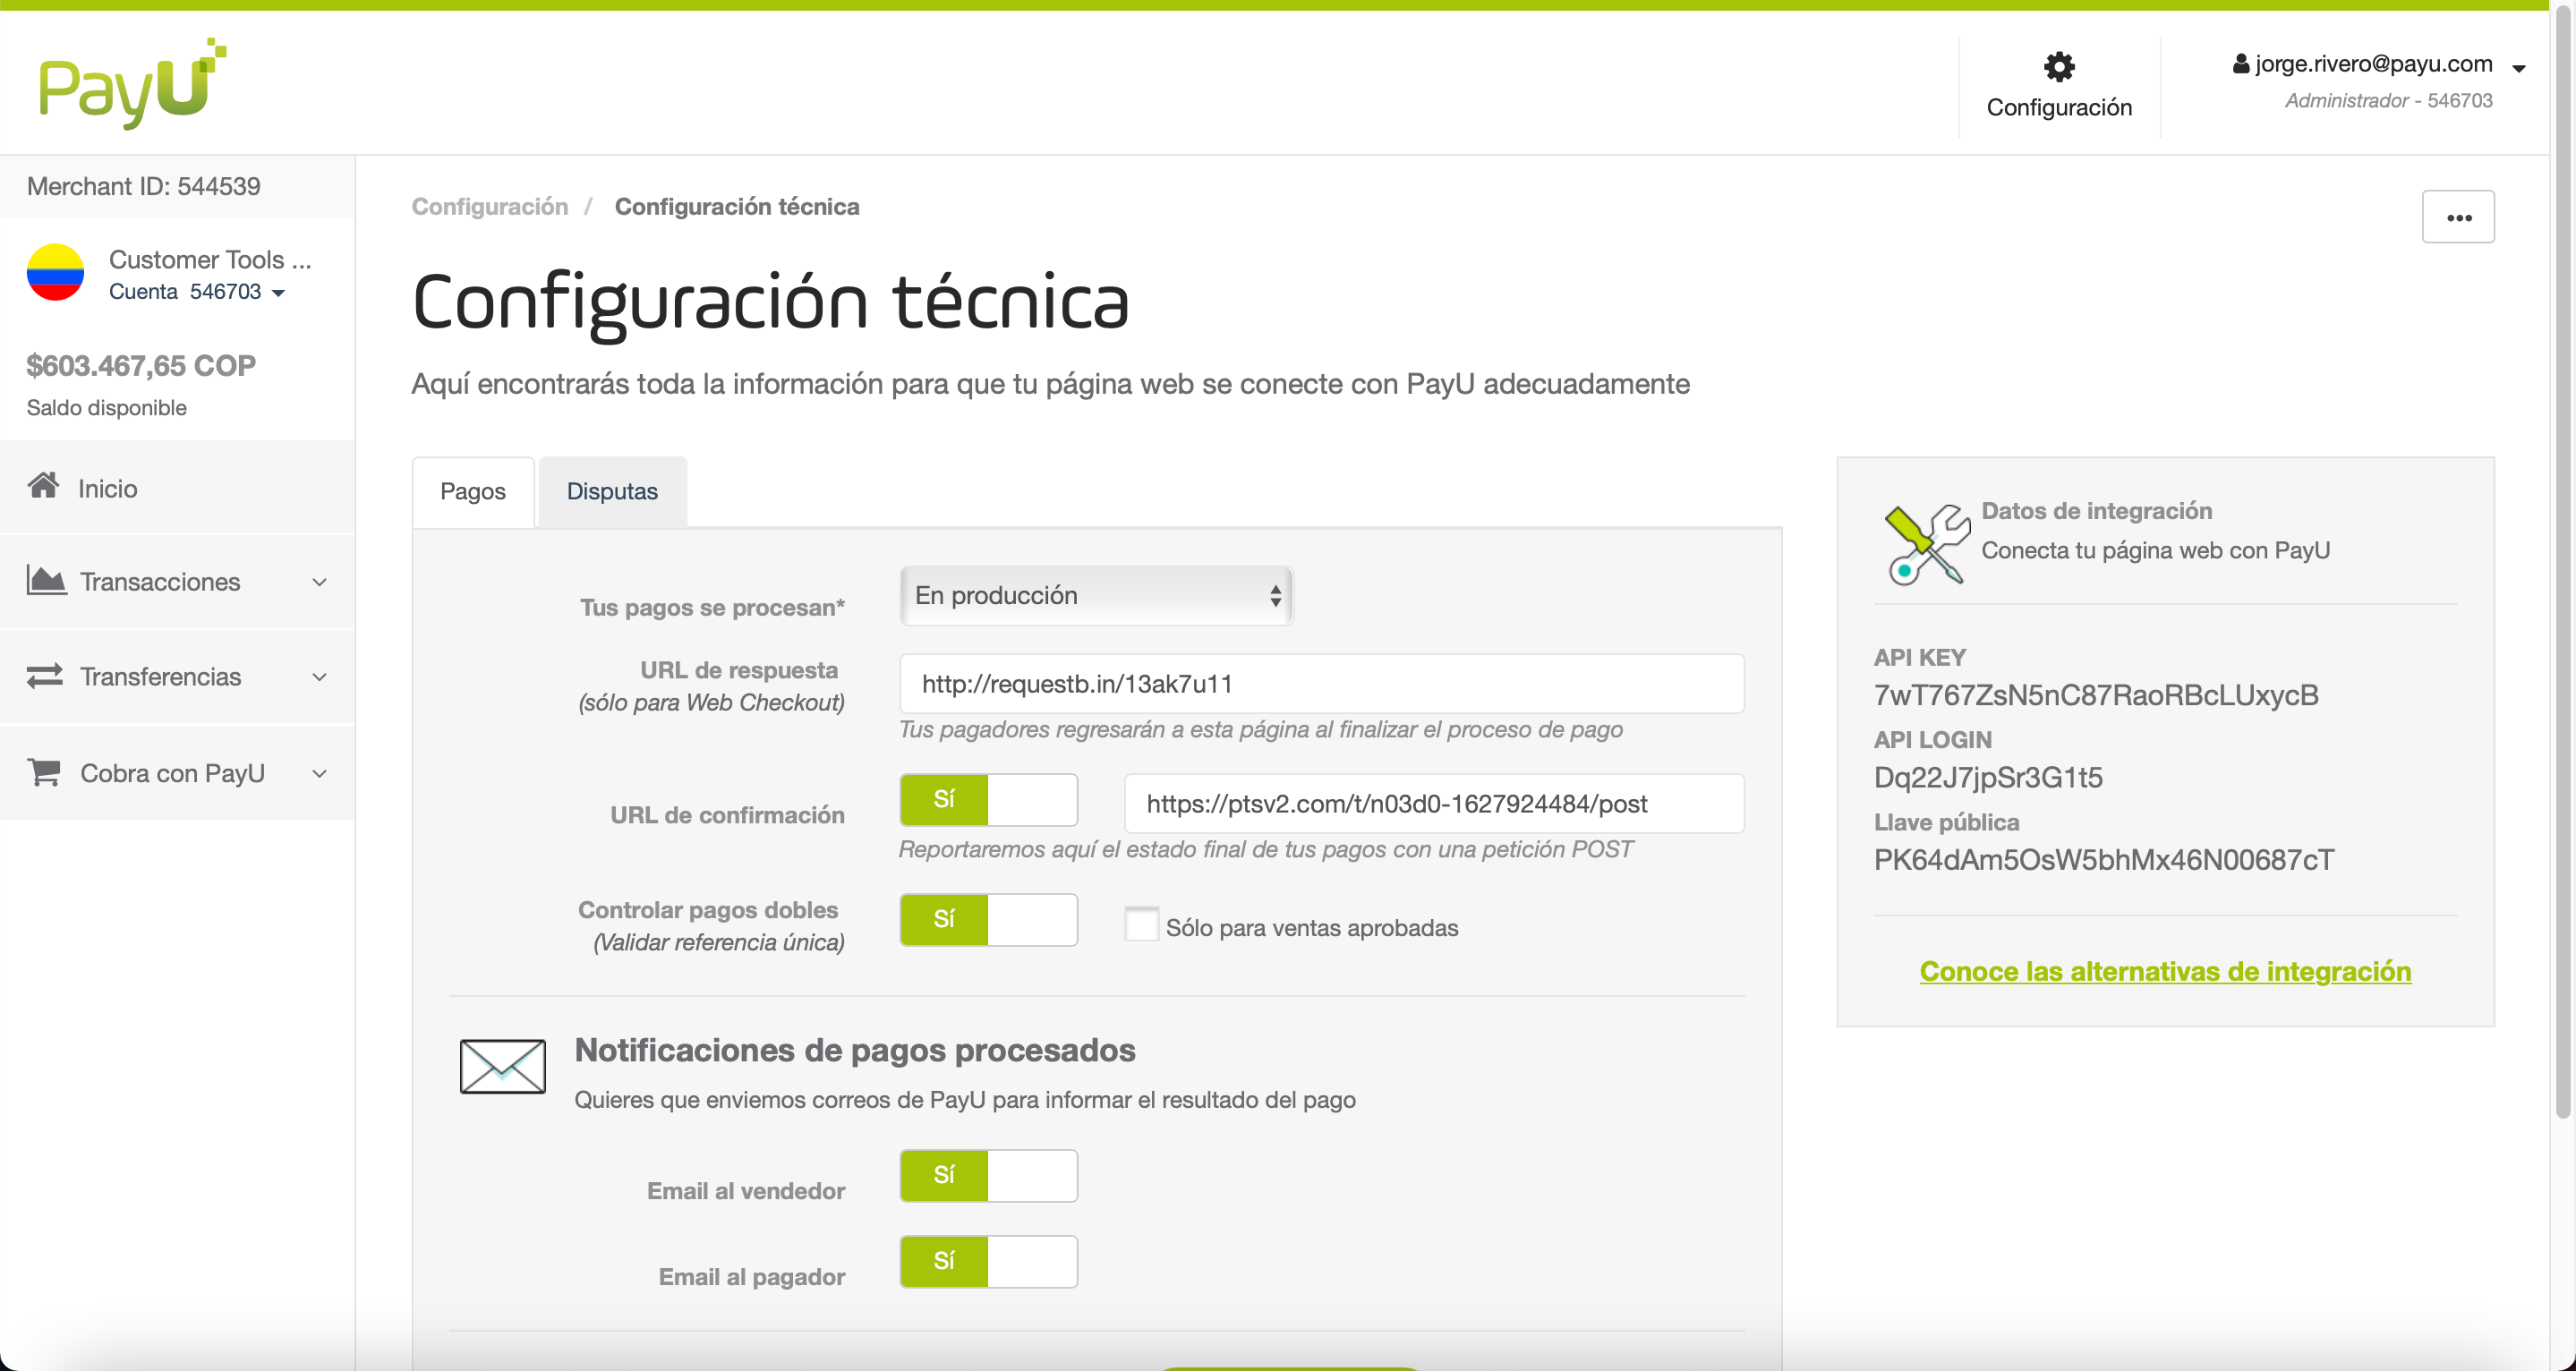 PayU
Configuración
jorge.rivero@payu.com
Administrador - 546703
Merchant ID: 544539
Customer Tools ...
Cuenta 546703
$603.467,65 COP
Saldo disponible
Inicio
Transacciones
Transferencias
Cobra con PayU
Configuración / Configuración técnica
Configuración técnica
Aquí encontrarás toda la información para que tu página web se conecte con PayU adecuadamente
Pagos
Disputas
Tus pagos se procesan*
En producción
URL de respuesta
(sólo para Web Checkout)
http://requestb.in/13ak7u11
Tus pagadores regresarán a esta página al finalizar el proceso de pago
URL de confirmación
Sí
https://ptsv2.com/t/n03d0-1627924484/post
Reportaremos aquí el estado final de tus pagos con una petición POST
Controlar pagos dobles
(Validar referencia única)
Sí
Sólo para ventas aprobadas
Notificaciones de pagos procesados
Quieres que enviemos correos de PayU para informar el resultado del pago
Email al vendedor
Sí
Email al pagador
Sí
Datos de integración
Conecta tu página web con PayU
API KEY
7wT767ZsN5nC87RaoRBcLUxycB
API LOGIN
Dq22J7jpSr3G1t5
Llave pública
PK64dAm5OsW5bhMx46N00687cT
Conoce las alternativas de integración